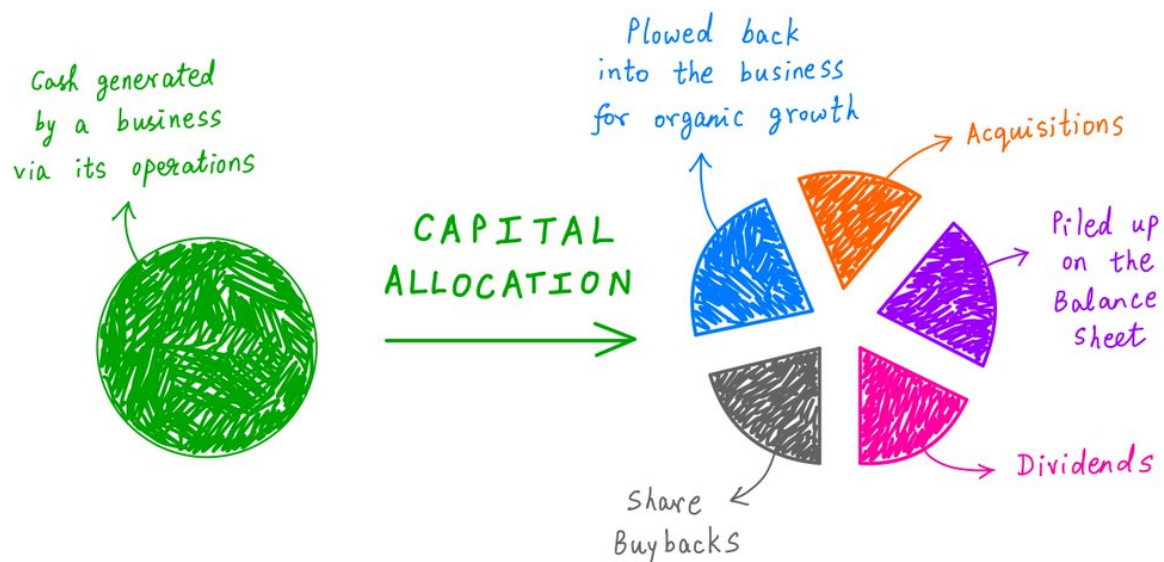 Cash generated
by a business
via its operations
CAPITAL
ALLOCATION
Plowed back
into the business
for organic growth
Acquisitions
Piled up
on the
Balance
Sheet
Dividends
Share
Buybacks